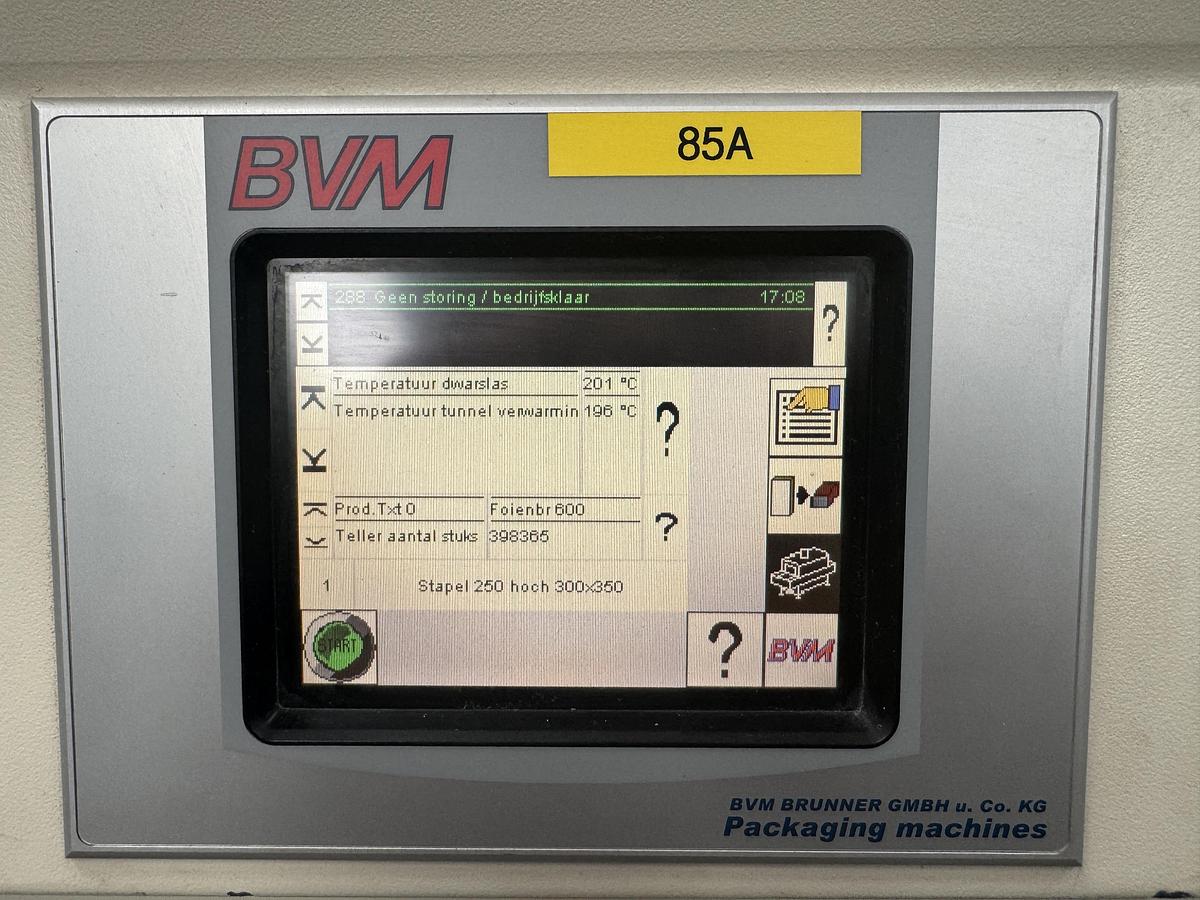 BVM
85A
288 Geen storing / bedrijfsklaar 17:08
?
Temperatuur dwarslas 201 °C
Temperatuur tunnel verwarmin 196 °C
?
Prod.Txt 0 Foienbr 600
Teller aantal stuks 398365
?
1 Stapel 250 hoch 300x350
START
?
BVM
BVM BRUNNER GMBH u. Co. KG
Packaging machines